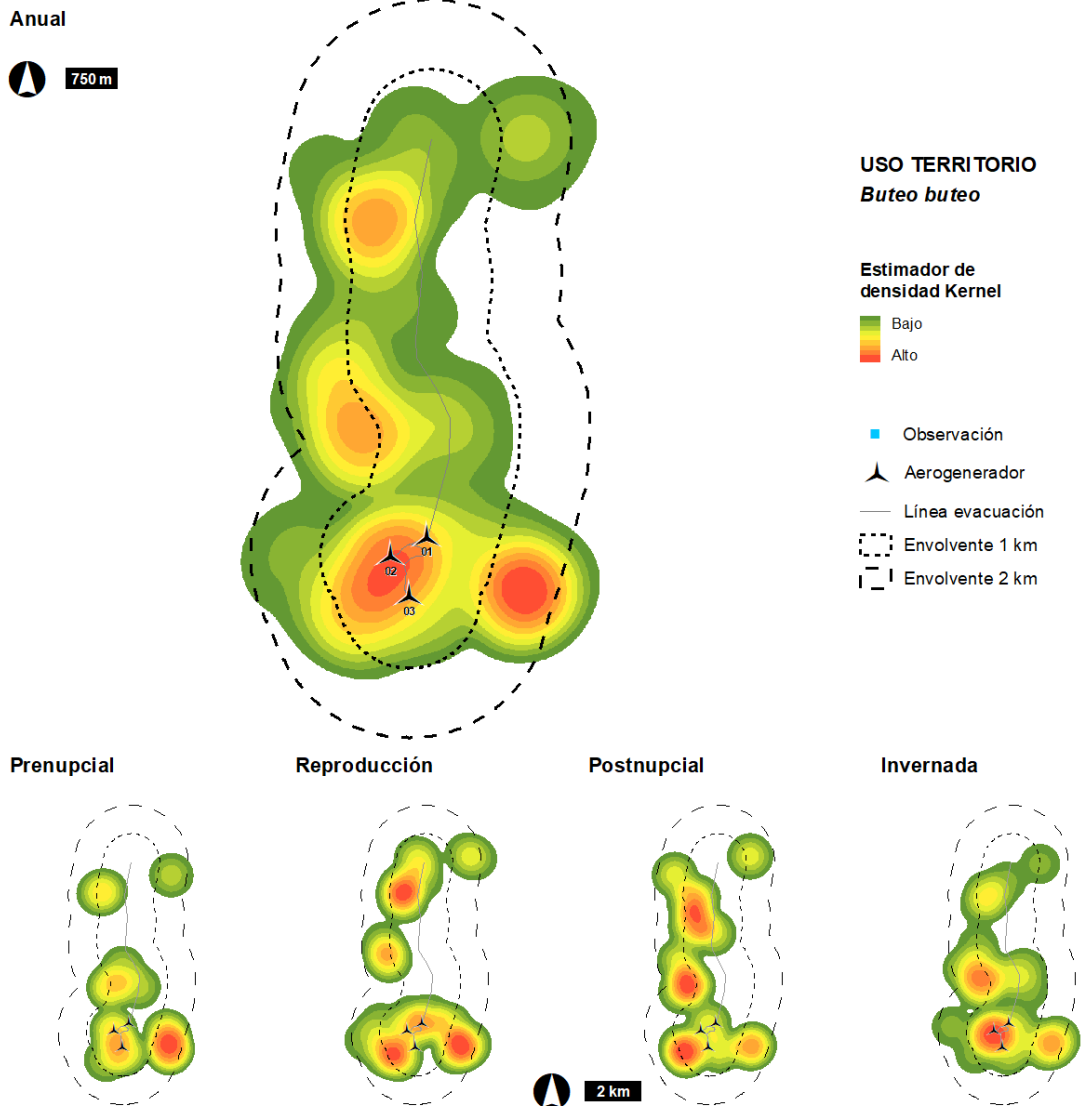 Anual
750 m
USO TERRITORIO
Buteo buteo
Estimador de
densidad Kernel
Bajo
Alto
Observación
Aerogenerador
Línea evacuación
Envolvente 1 km
Envolvente 2 km
01
02
03
Prenupcial
Reproducción
Postnupcial
Invernada
2 km